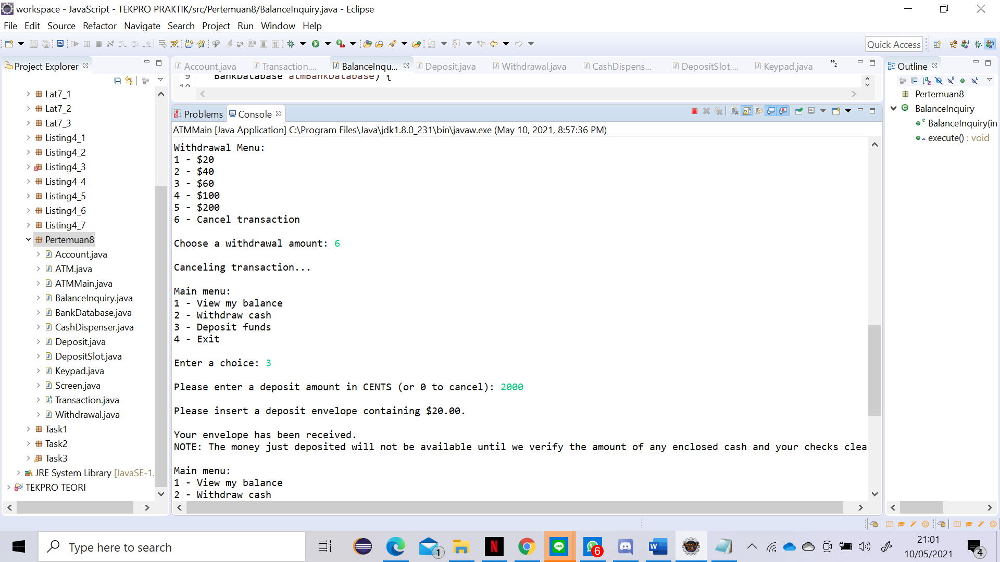 workspace - JavaScript - TEKPRO PRAKTIK/src/Pertemuan8/BalanceInquiry.java - Eclipse
File Edit Source Refactor Navigate Search Project Run Window Help
Quick Access
Project Explorer
Lat7_1
Lat7_2
Lat7_3
Listing4_1
Listing4_2
Listing4_3
Listing4_4
Listing4_5
Listing4_6
Listing4_7
Pertemuan8
Account.java
ATM.java
ATMMain.java
BalanceInquiry.java
BankDatabase.java
CashDispenser.java
Deposit.java
DepositSlot.java
Keypad.java
Screen.java
Transaction.java
Withdrawal.java
Task1
Task2
Task3
JRE System Library [JavaSE-1.
TEKPRO TEORI
Account.java Transaction.... BalanceInqu... Deposit.java Withdrawal.java CashDispens... DepositSlot.... Keypad.java »2
9 BankDatabase atmBankDatabase) {
10
Problems Console
ATMMain [Java Application] C:\Program Files\Java\jdk1.8.0_231\bin\javaw.exe (May 10, 2021, 8:57:36 PM)
Withdrawal Menu:
1 - $20
2 - $40
3 - $60
4 - $100
5 - $200
6 - Cancel transaction
Choose a withdrawal amount: 6
Canceling transaction...
Main menu:
1 - View my balance
2 - Withdraw cash
3 - Deposit funds
4 - Exit
Enter a choice: 3
Please enter a deposit amount in CENTS (or 0 to cancel): 2000
Please insert a deposit envelope containing $20.00.
Your envelope has been received.
NOTE: The money just deposited will not be available until we verify the amount of any enclosed cash and your checks clea
Main menu:
1 - View my balance
2 - Withdraw cash
Outline
Pertemuan8
BalanceInquiry
BalanceInquiry(in
execute() : void
Type here to search
1
N
LINE
6
W
21:01
10/05/2021
4